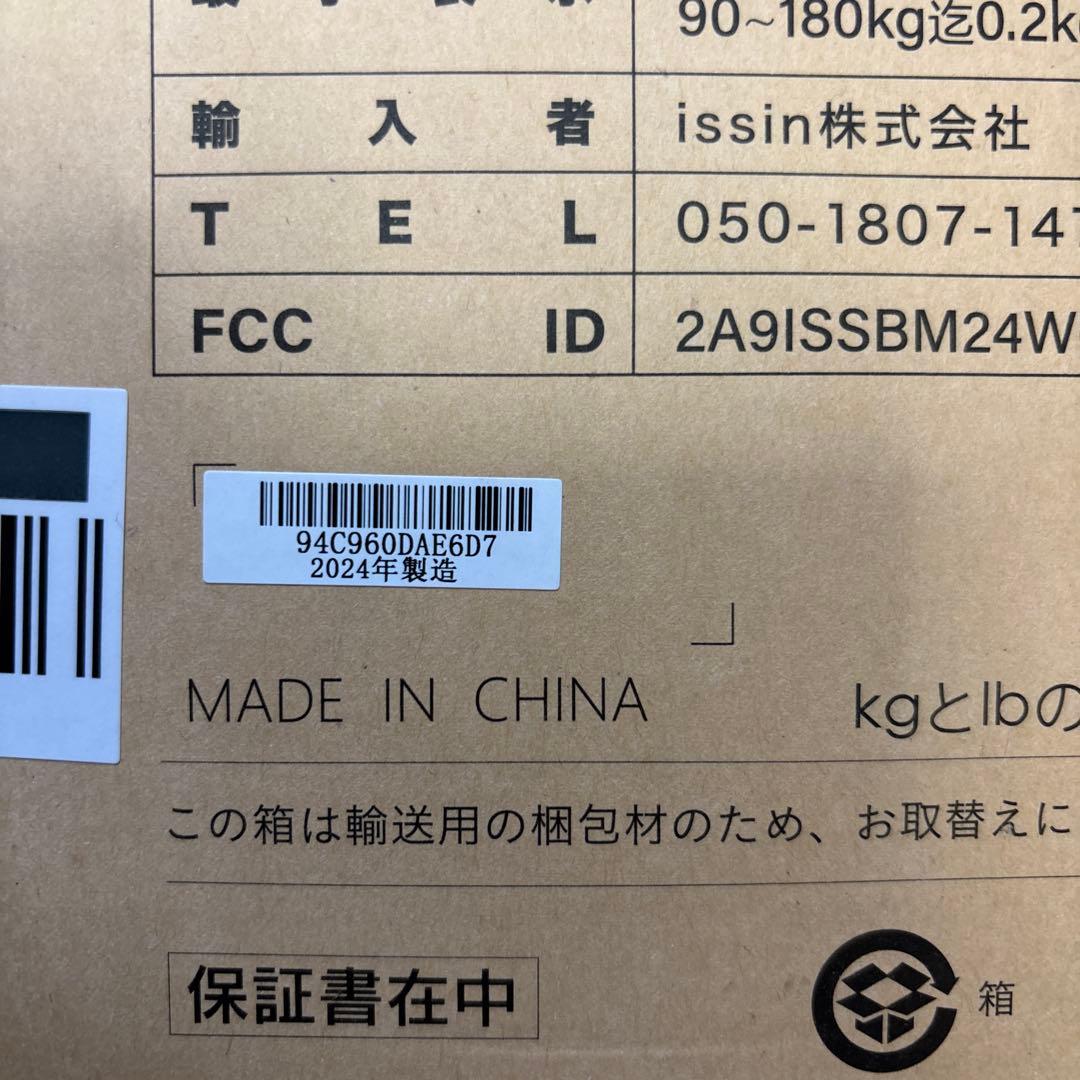 90~180kg迄0.2k
輸入者 issin株式会社
TEL 050-1807-141
FCC ID 2A9ISSBM24W
94C960DAE6D7
2024年製造
MADE IN CHINA kgとlbの
この箱は輸送用の梱包材のため、お取替えに
保証書在中
箱